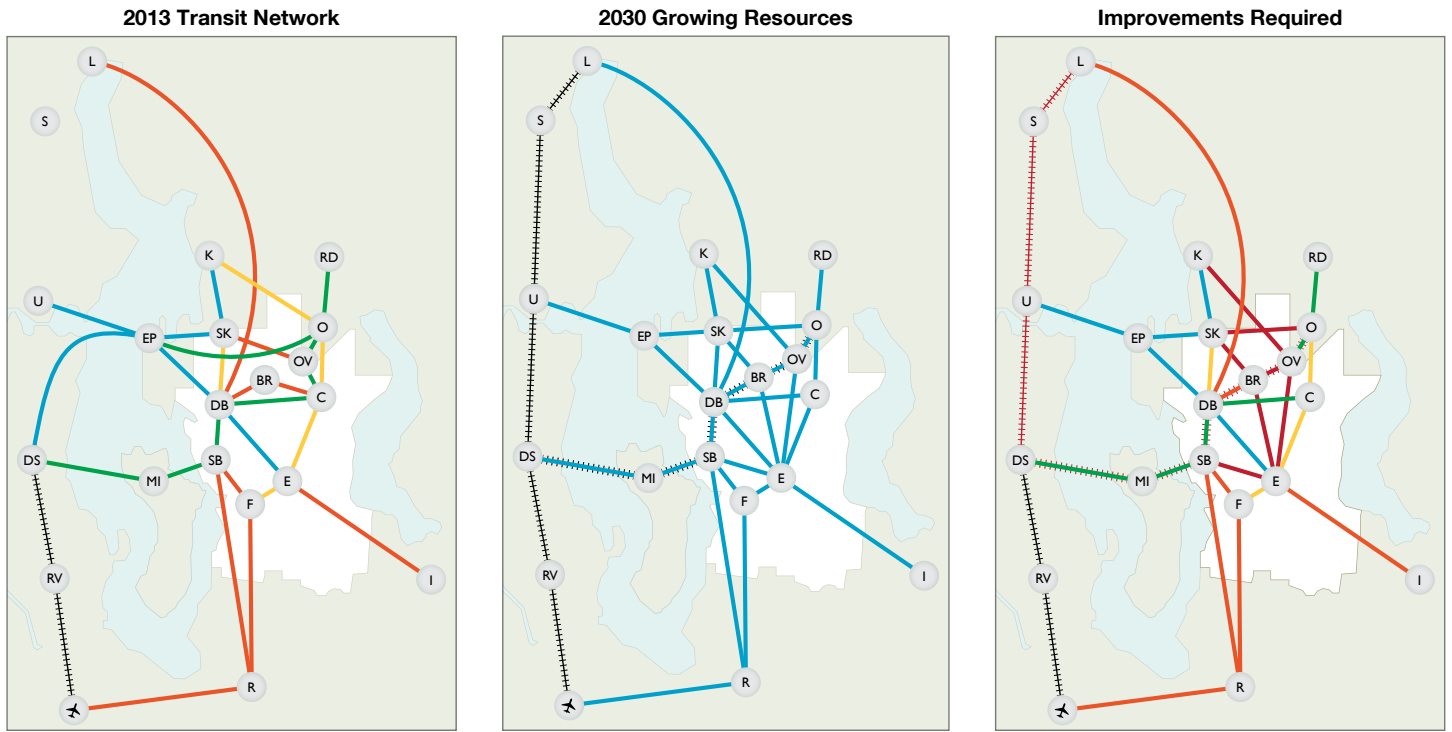 2013 Transit Network
L
S
K
RD
U
EP
SK
O
OV
BR
DB
C
DS
SB
MI
E
F
RV
I
R
2030 Growing Resources
L
S
K
RD
U
EP
SK
O
OV
BR
DB
C
DS
SB
MI
E
F
RV
I
R
Improvements Required
L
S
K
RD
U
EP
SK
O
OV
BR
DB
C
DS
SB
MI
E
F
RV
I
R